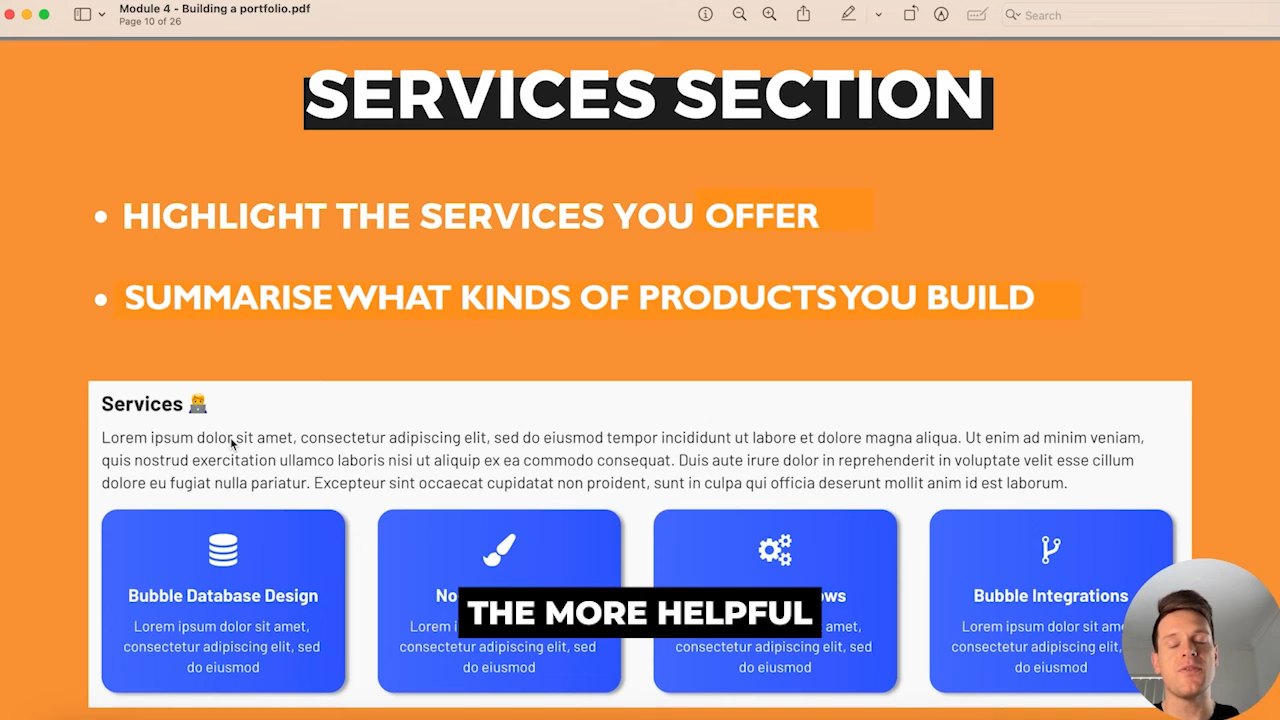 Module 4 - Building a portfolio.pdf
Page 10 of 26
Search
SERVICES SECTION
• HIGHLIGHT THE SERVICES YOU OFFER
• SUMMARISE WHAT KINDS OF PRODUCTS YOU BUILD
Services 👨‍💻
Lorem ipsum dolor sit amet, consectetur adipiscing elit, sed do eiusmod tempor incididunt ut labore et dolore magna aliqua. Ut enim ad minim veniam,
quis nostrud exercitation ullamco laboris nisi ut aliquip ex ea commodo consequat. Duis aute irure dolor in reprehenderit in voluptate velit esse cillum
dolore eu fugiat nulla pariatur. Excepteur sint occaecat cupidatat non proident, sunt in culpa qui officia deserunt mollit anim id est laborum.
Bubble Database Design
Lorem ipsum dolor sit amet,
consectetur adipiscing elit, sed
do eiusmod
consectetur adipiscing elit, sed
do eiusmod
amet,
consectetur adipiscing elit, sed
do eiusmod
Bubble Integrations
Lorem ipsum dolor sit
consectetur adipiscing
do eiusmod
THE MORE HELPFUL